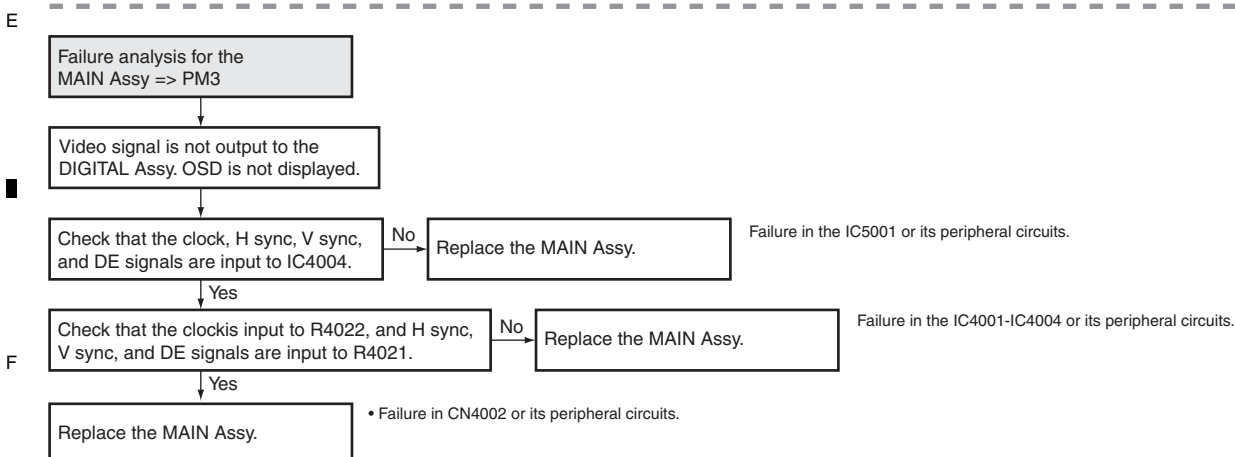 E
Failure analysis for the
MAIN Assy => PM3
Video signal is not output to the
DIGITAL Assy. OSD is not displayed.
Check that the clock, H sync, V sync,
and DE signals are input to IC4004.
No
Replace the MAIN Assy.
Failure in the IC5001 or its peripheral circuits.
Yes
Check that the clockis input to R4022, and H sync,
V sync, and DE signals are input to R4021.
No
Replace the MAIN Assy.
Failure in the IC4001-IC4004 or its peripheral circuits.
F
Yes
Replace the MAIN Assy.
• Failure in CN4002 or its peripheral circuits.